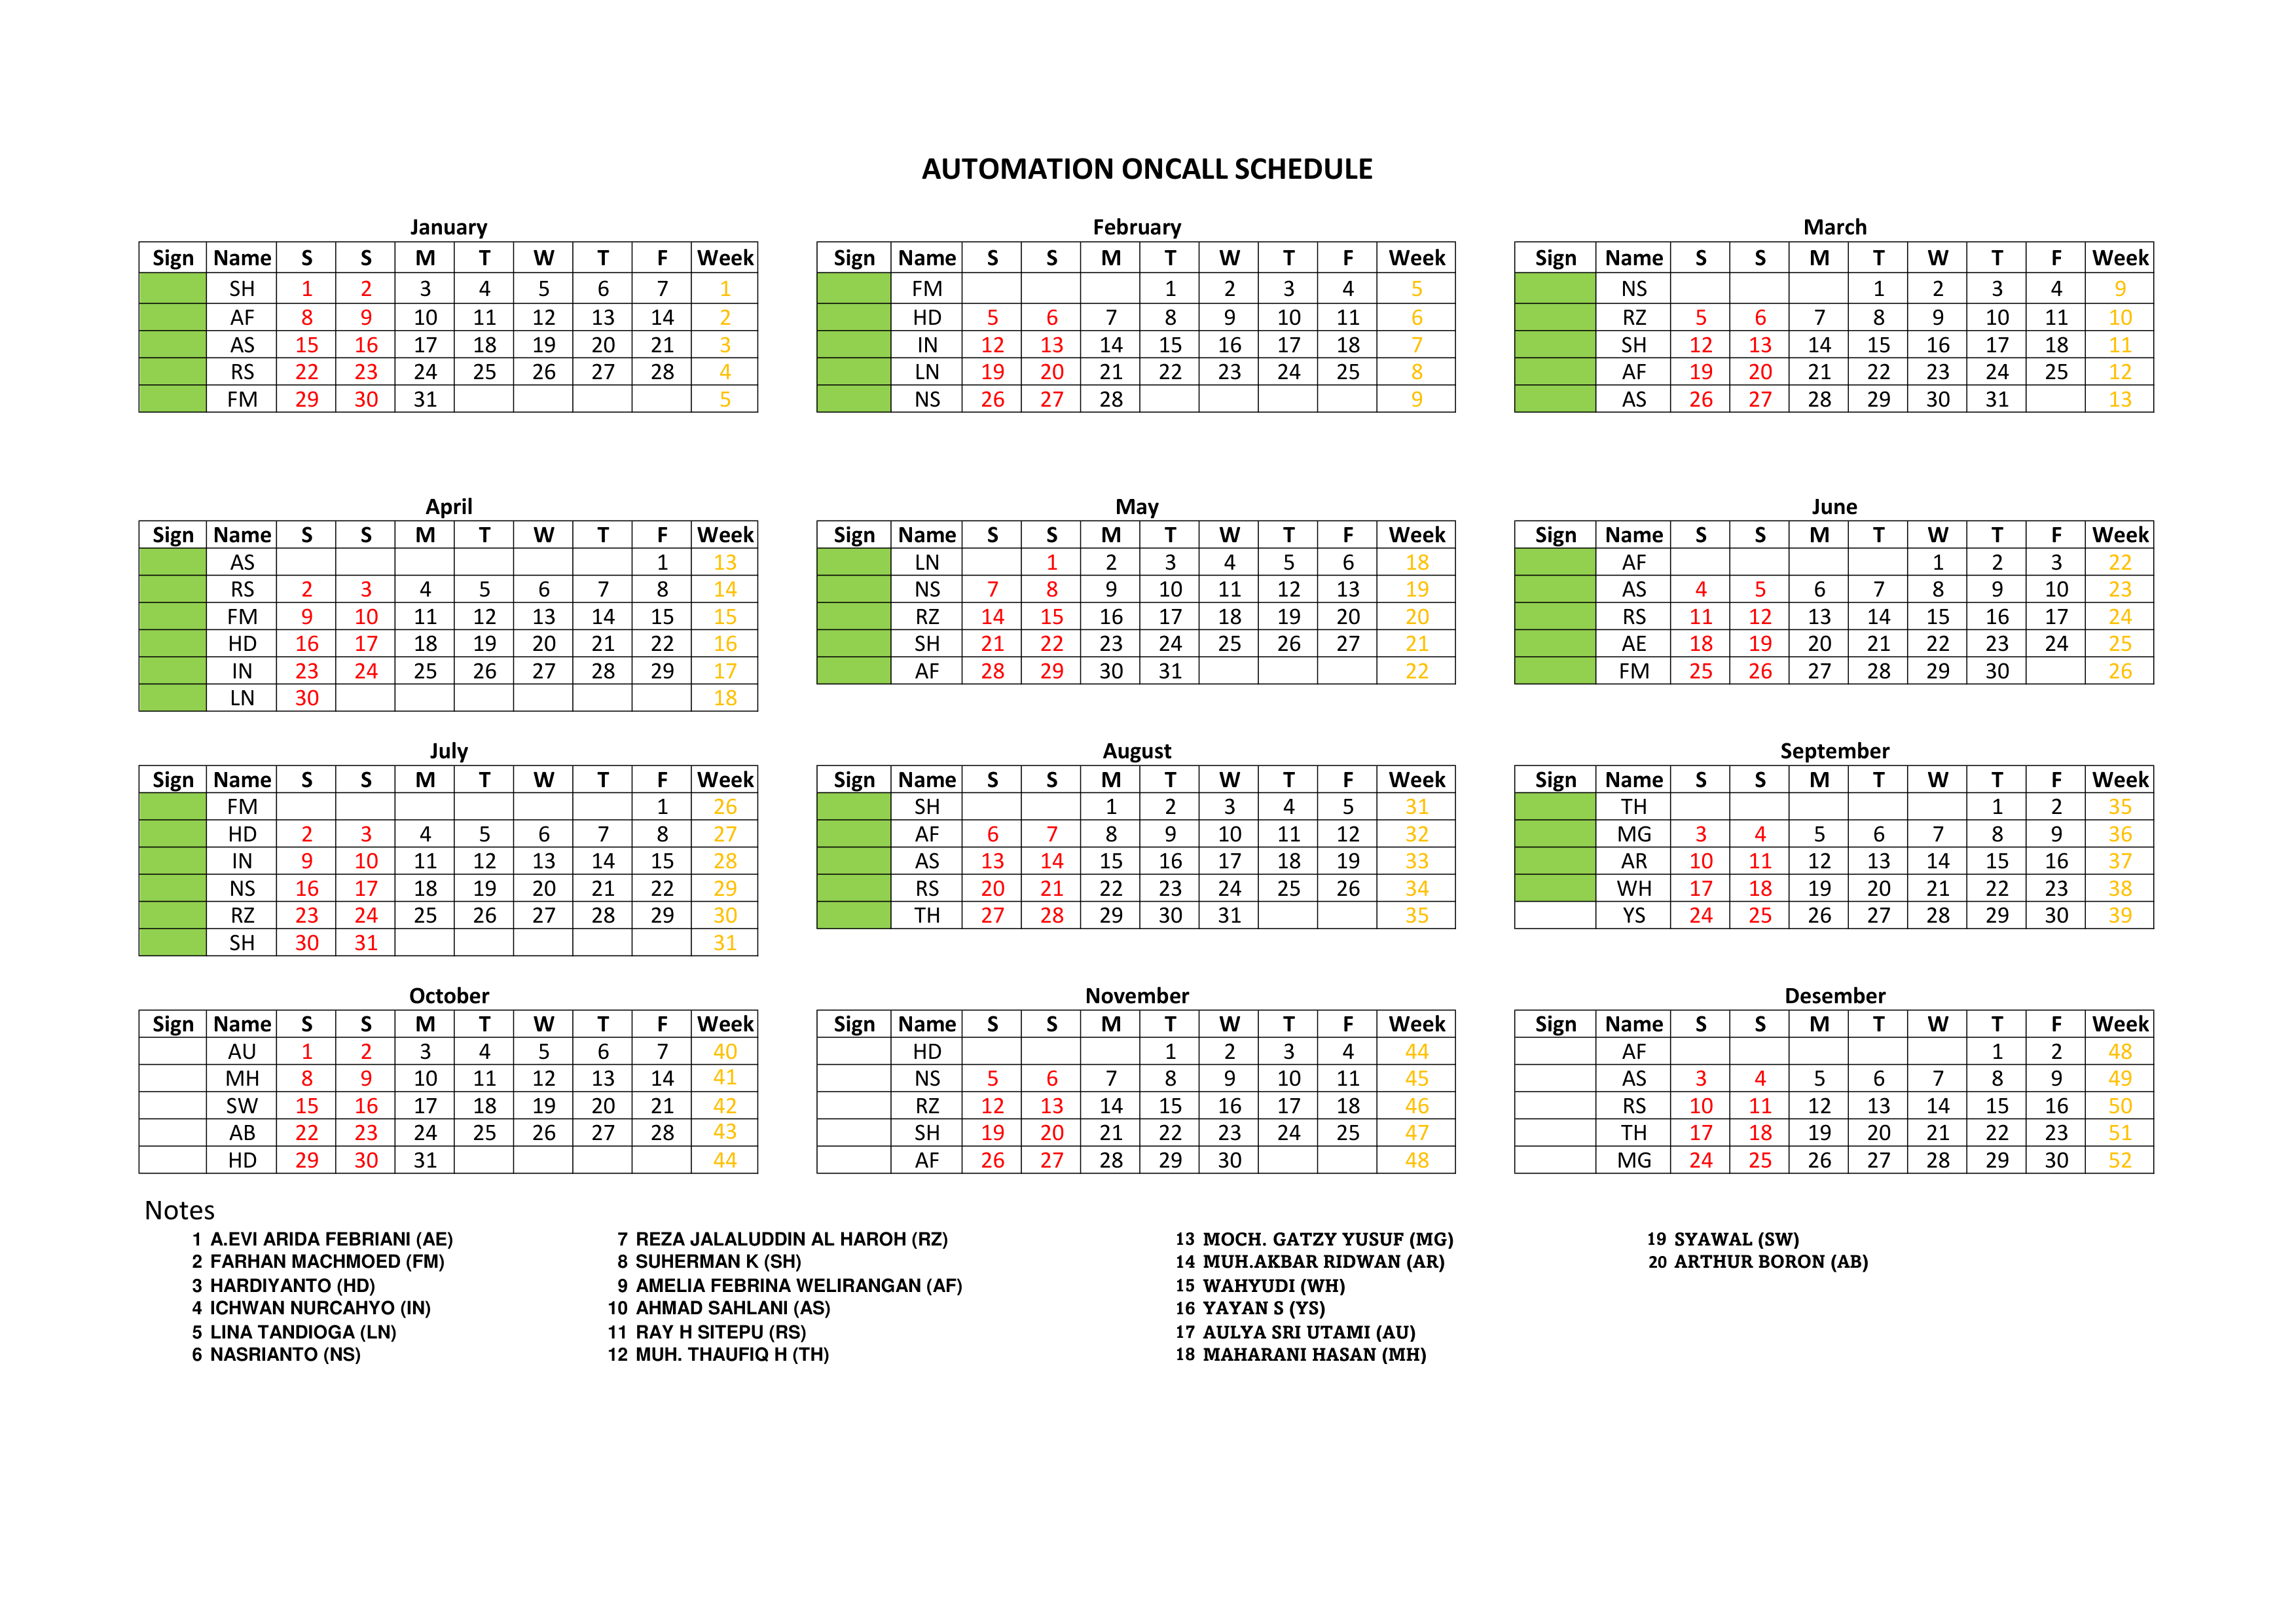 AUTOMATION ONCALL SCHEDULE
January
Sign Name S S M T W T F Week
SH 1 2 3 4 5 6 7 1
AF 8 9 10 11 12 13 14 2
AS 15 16 17 18 19 20 21 3
RS 22 23 24 25 26 27 28 4
FM 29 30 31 5
February
Sign Name S S M T W T F Week
FM 1 2 3 4 5
HD 5 6 7 8 9 10 11 6
IN 12 13 14 15 16 17 18 7
LN 19 20 21 22 23 24 25 8
NS 26 27 28 9
March
Sign Name S S M T W T F Week
NS 1 2 3 4 9
RZ 5 6 7 8 9 10 11 10
SH 12 13 14 15 16 17 18 11
AF 19 20 21 22 23 24 25 12
AS 26 27 28 29 30 31 13
April
Sign Name S S M T W T F Week
AS 1 13
RS 2 3 4 5 6 7 8 14
FM 9 10 11 12 13 14 15 15
HD 16 17 18 19 20 21 22 16
IN 23 24 25 26 27 28 29 17
LN 30 18
May
Sign Name S S M T W T F Week
LN 1 2 3 4 5 6 18
NS 7 8 9 10 11 12 13 19
RZ 14 15 16 17 18 19 20 20
SH 21 22 23 24 25 26 27 21
AF 28 29 30 31 22
June
Sign Name S S M T W T F Week
AF 1 2 3 22
AS 4 5 6 7 8 9 10 23
RS 11 12 13 14 15 16 17 24
AE 18 19 20 21 22 23 24 25
FM 25 26 27 28 29 30 26
July
Sign Name S S M T W T F Week
FM 1 26
HD 2 3 4 5 6 7 8 27
IN 9 10 11 12 13 14 15 28
NS 16 17 18 19 20 21 22 29
RZ 23 24 25 26 27 28 29 30
SH 30 31 31
August
Sign Name S S M T W T F Week
SH 1 2 3 4 5 31
AF 6 7 8 9 10 11 12 32
AS 13 14 15 16 17 18 19 33
RS 20 21 22 23 24 25 26 34
TH 27 28 29 30 31 35
September
Sign Name S S M T W T F Week
TH 1 2 35
MG 3 4 5 6 7 8 9 36
AR 10 11 12 13 14 15 16 37
WH 17 18 19 20 21 22 23 38
YS 24 25 26 27 28 29 30 39
October
Sign Name S S M T W T F Week
AU 1 2 3 4 5 6 7 40
MH 8 9 10 11 12 13 14 41
SW 15 16 17 18 19 20 21 42
AB 22 23 24 25 26 27 28 43
HD 29 30 31 44
November
Sign Name S S M T W T F Week
HD 1 2 3 4 44
NS 5 6 7 8 9 10 11 45
RZ 12 13 14 15 16 17 18 46
SH 19 20 21 22 23 24 25 47
AF 26 27 28 29 30 48
Desember
Sign Name S S M T W T F Week
AF 1 2 48
AS 3 4 5 6 7 8 9 49
RS 10 11 12 13 14 15 16 50
TH 17 18 19 20 21 22 23 51
MG 24 25 26 27 28 29 30 52
Notes
1 A.EVI ARIDA FEBRIANI (AE)
2 FARHAN MACHMOED (FM)
3 HARDIYANTO (HD)
4 ICHWAN NURCAHYO (IN)
5 LINA TANDIOGA (LN)
6 NASRIANTO (NS)
7 REZA JALALUDDIN AL HAROH (RZ)
8 SUHERMAN K (SH)
9 AMELIA FEBRINA WELIRANGAN (AF)
10 AHMAD SAHLANI (AS)
11 RAY H SITEPU (RS)
12 MUH. THAUFIQ H (TH)
13 MOCH. GATZY YUSUF (MG)
14 MUH.AKBAR RIDWAN (AR)
15 WAHYUDI (WH)
16 YAYAN S (YS)
17 AULYA SRI UTAMI (AU)
18 MAHARANI HASAN (MH)
19 SYAWAL (SW)
20 ARTHUR BORON (AB)